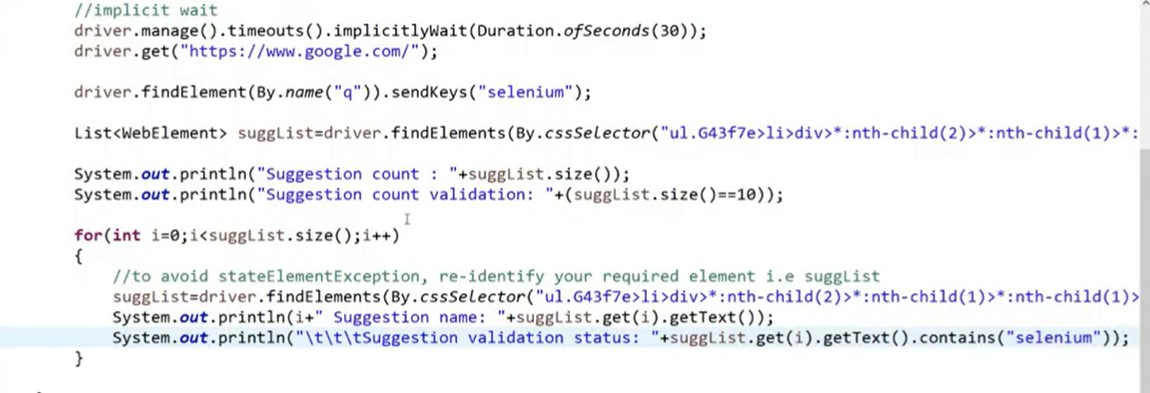 //implicit wait
driver.manage().timeouts().implicitlyWait(Duration.ofSeconds(30));
driver.get("https://www.google.com/");
driver.findElement(By.name("q")).sendKeys("selenium");
List<WebElement> suggList=driver.findElements(By.cssSelector("ul.G43f7e>li>div>*:nth-child(2)>*:nth-child(1)>*:
System.out.println("Suggestion count : "+suggList.size());
System.out.println("Suggestion count validation: "+(suggList.size()==10));
for(int i=0;i<suggList.size();i++)
{
//to avoid stateElementException, re-identify your required element i.e suggList
suggList=driver.findElements(By.cssSelector("ul.G43f7e>li>div>*:nth-child(2)>*:nth-child(1)>*:nth-child(1)>
System.out.println(i+" Suggestion name: "+suggList.get(i).getText());
System.out.println("\t\t\tSuggestion validation status: "+suggList.get(i).getText().contains("selenium"));
}